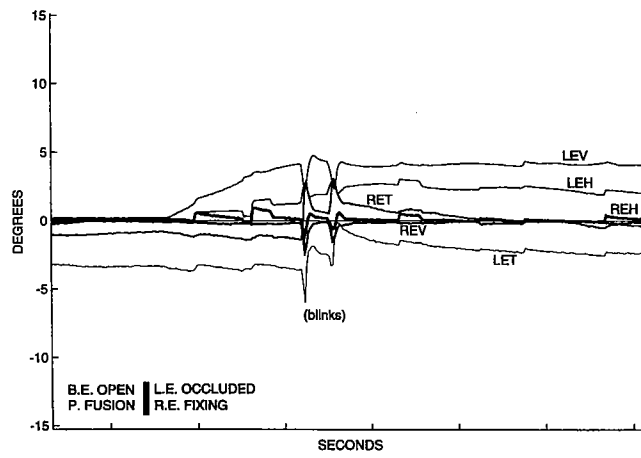 15
10
5
0
-5
-10
-15
DEGREES
LEV
LEH
RET
REH
REV
LET
(blinks)
B.E. OPEN L.E. OCCLUDED
P. FUSION R.E. FIXING
SECONDS